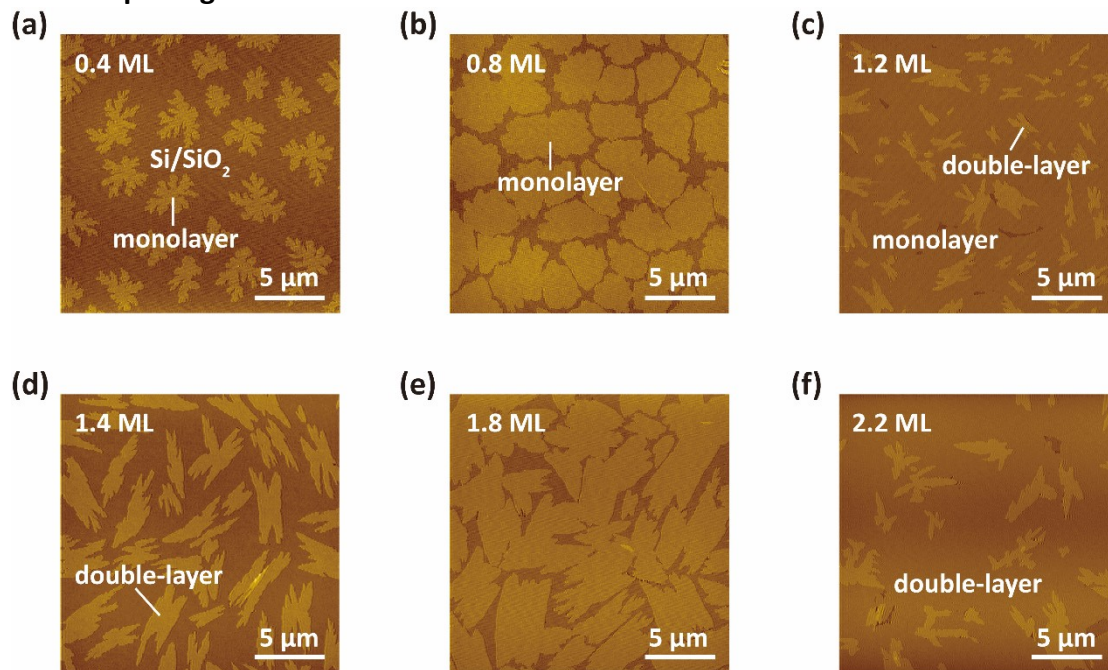 (a)
0.4 ML
Si/SiO₂
monolayer
5 μm
(b)
0.8 ML
monolayer
5 μm
(c)
1.2 ML
double-layer
monolayer
5 μm
(d)
1.4 ML
double-layer
5 μm
(e)
1.8 ML
5 μm
(f)
2.2 ML
double-layer
5 μm